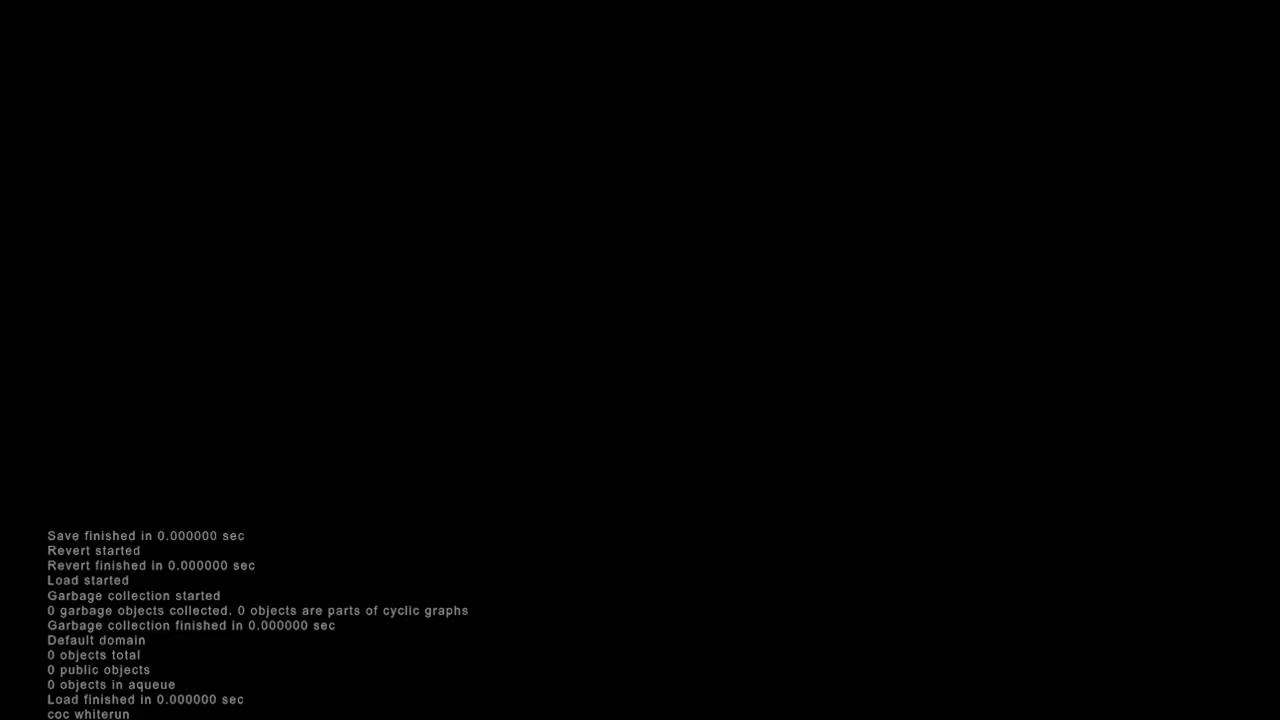 Save finished in 0.000000 sec
Revert started
Revert finished in 0.000000 sec
Load started
Garbage collection started
0 garbage objects collected. 0 objects are parts of cyclic graphs
Garbage collection finished in 0.000000 sec
Default domain
0 objects total
0 public objects
0 objects in aqueue
Load finished in 0.000000 sec
coc whiterun